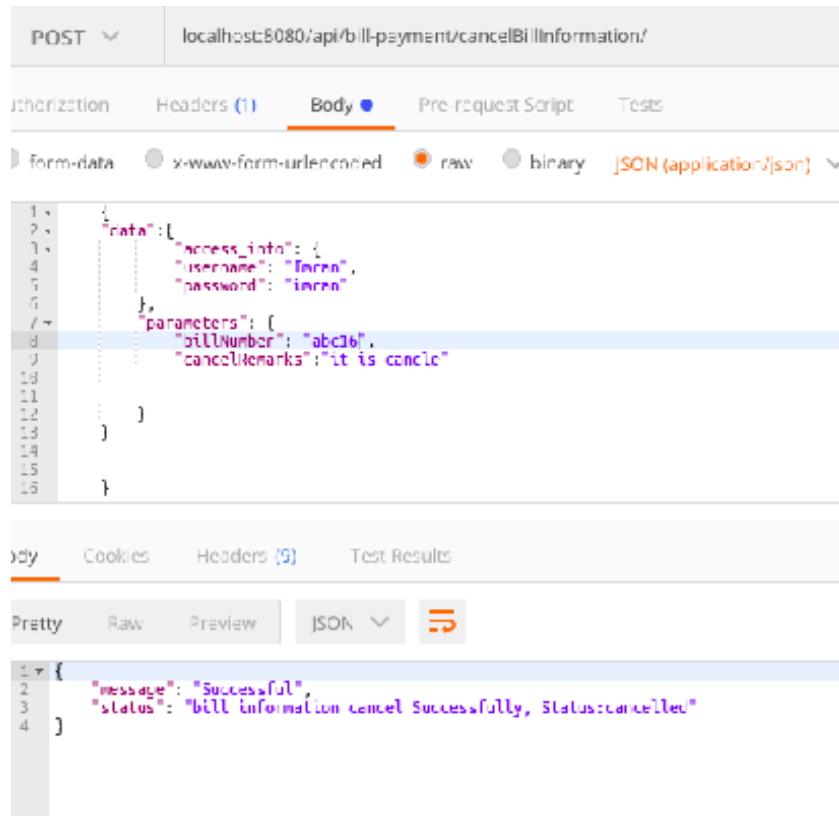 POST localhost:8080/api/bill-payment/cancelBillInformation/
uthorization Headers (1) Body Pre-request Script Tests
form-data x-www-form-urlencoded raw binary JSON (application/json)
1 {
2 "data":{
3 "access_info": {
4 "username": "Imran",
5 "password": "imran"
6 },
7 "parameters": {
8 "billNumber": "abc16",
9 "cancelRemarks":"it is cancle"
10
11
12 }
13 }
14
15
16 }
ody Cookies Headers (9) Test Results
Pretty Raw Preview JSON
1 {
2 "message": "Successful",
3 "status": "bill information cancel Successfully, Status:cancelled"
4 }